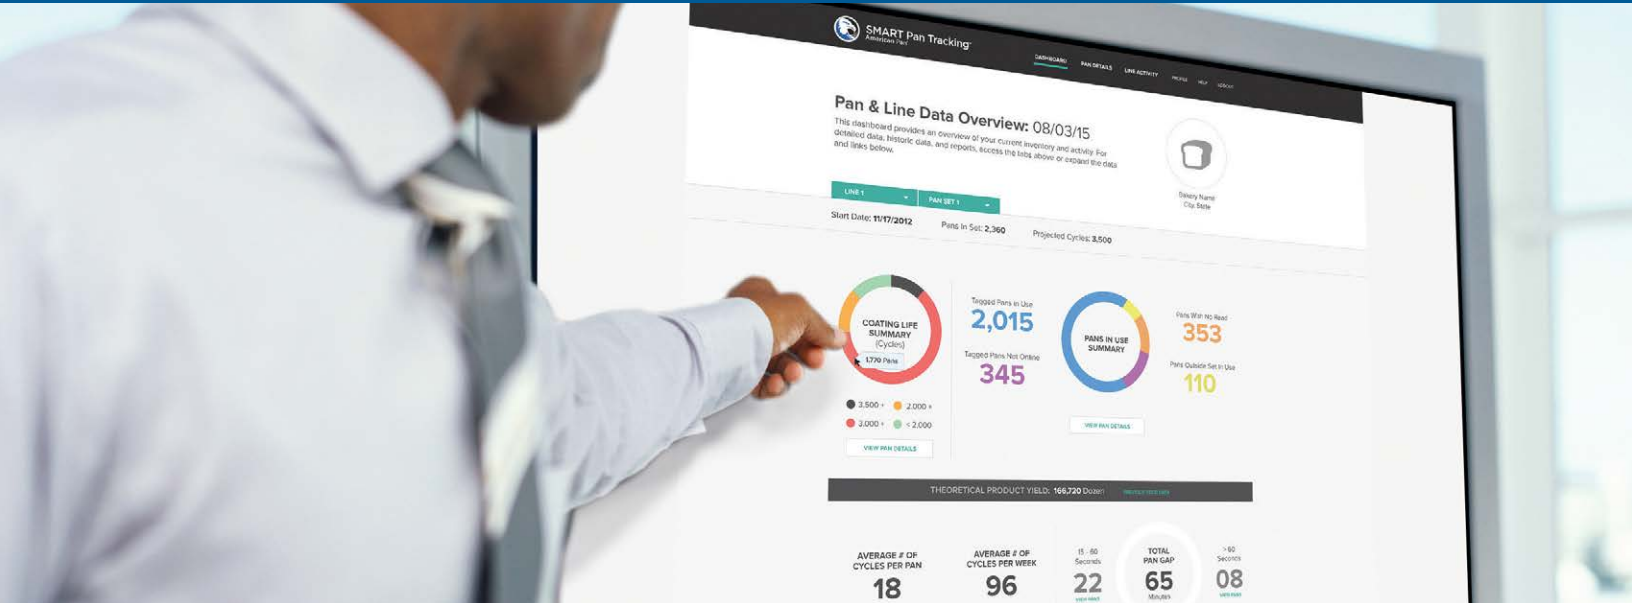 SMART Pan Tracking
American Pan
DASHBOARD PAN DETAILS LINE ACTIVITY PROFILE HELP
Pan & Line Data Overview: 08/03/15
This dashboard provides an overview of your current inventory and activity. For
detailed data, historic data, and reports, access the tabs above or expand the data
and links below.
Bakery Name
City, State
LINE 1 PAN SET 1
Start Date: 11/17/2012 Pans In Set: 2,360 Projected Cycles: 3,500
COATING LIFE
SUMMARY
(Cycles)
1,770 Pans
3,500 + 2,000 +
3,000 + < 2,000
VIEW PAN DETAILS
Tagged Pans in Use
2,015
Tagged Pans Not Online
345
PANS IN USE
SUMMARY
VIEW PAN DETAILS
Pans With No Read
353
Pans Outside Set in Use
110
THEORETICAL PRODUCT YIELD: 166,720 Dozen
AVERAGE # OF
CYCLES PER PAN
18
AVERAGE # OF
CYCLES PER WEEK
96
15 - 60
Seconds
22
TOTAL
PAN GAP
65
Minutes
> 60
Seconds
08